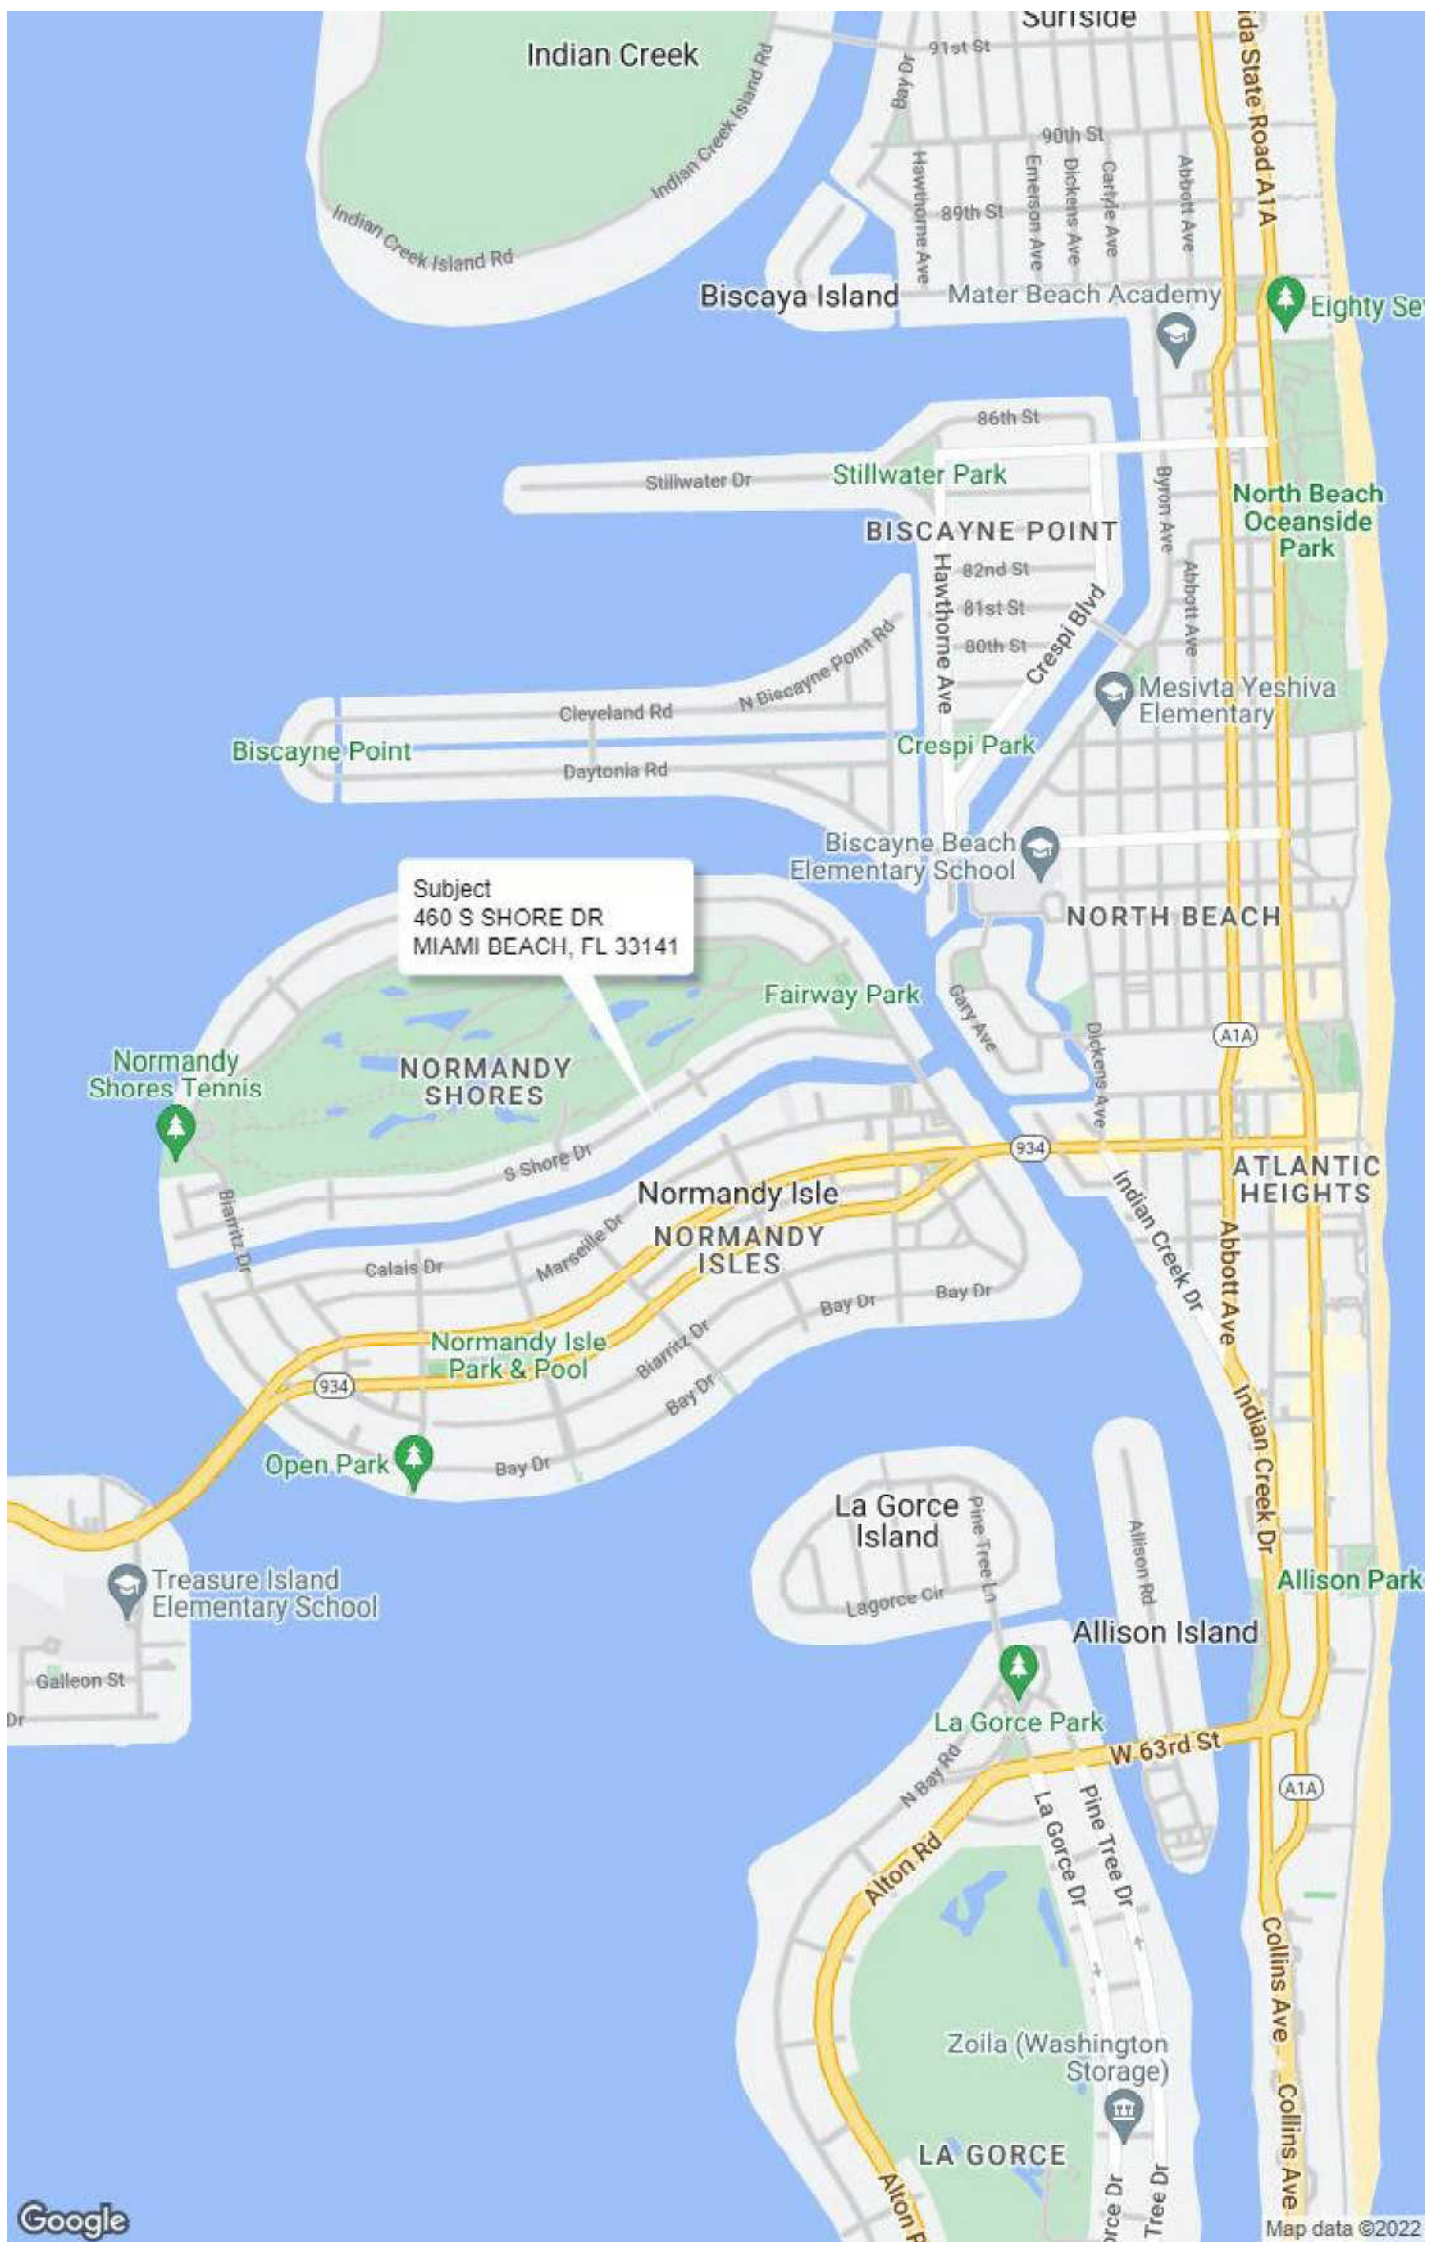 Surfside
Indian Creek
91st St
ida State Road A1A
Bay Dr
Indian Creek Island Rd
90th St
Hawthorne Ave
Emerson Ave
Dickens Ave
Carlyle Ave
Abbott Ave
89th St
Indian Creek Island Rd
Biscaya Island
Mater Beach Academy
Eighty Se
86th St
Stillwater Dr
Stillwater Park
Byron Ave
North Beach
Oceanside
Park
BISCAYNE POINT
82nd St
Hawthorne Ave
81st St
Crespi Blvd
Abbott Ave
80th St
N Biscayne Point Rd
Mesivta Yeshiva
Elementary
Cleveland Rd
Biscayne Point
Crespi Park
Daytonia Rd
Biscayne Beach
Elementary School
Subject
460 S SHORE DR
MIAMI BEACH, FL 33141
NORTH BEACH
Fairway Park
Gary Ave
Dickens Ave
A1A
Normandy
Shores Tennis
NORMANDY
SHORES
934
S Shore Dr
ATLANTIC
HEIGHTS
Normandy Isle
Biarritz Dr
Indian Creek Dr
Abbott Ave
NORMANDY
ISLES
Marseille Dr
Calais Dr
Bay Dr
Bay Dr
Normandy Isle
Park & Pool
Biarritz Dr
934
Bay Dr
Indian Creek Dr
Open Park
Bay Dr
La Gorce
Island
Pine Tree Ln
Allison Rd
Treasure Island
Elementary School
Allison Park
Lagorce Cir
Allison Island
Galleon St
Dr
La Gorce Park
W 63rd St
N Bay Rd
A1A
La Gorce Dr
Pine Tree Dr
Alton Rd
Collins Ave
Zoila (Washington
Storage)
Collins Ave
LA GORCE
Alton R
orce Dr
Tree Dr
Google
Map data ©2022